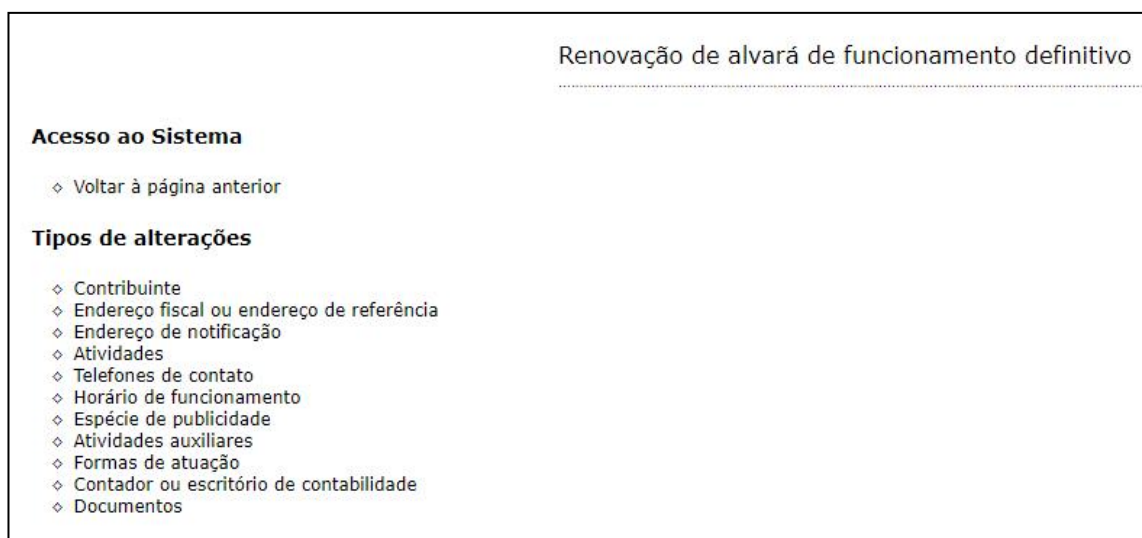 Renovação de alvará de funcionamento definitivo
Acesso ao Sistema
Voltar à página anterior
Tipos de alterações
Contribuinte
Endereço fiscal ou endereço de referência
Endereço de notificação
Atividades
Telefones de contato
Horário de funcionamento
Espécie de publicidade
Atividades auxiliares
Formas de atuação
Contador ou escritório de contabilidade
Documentos